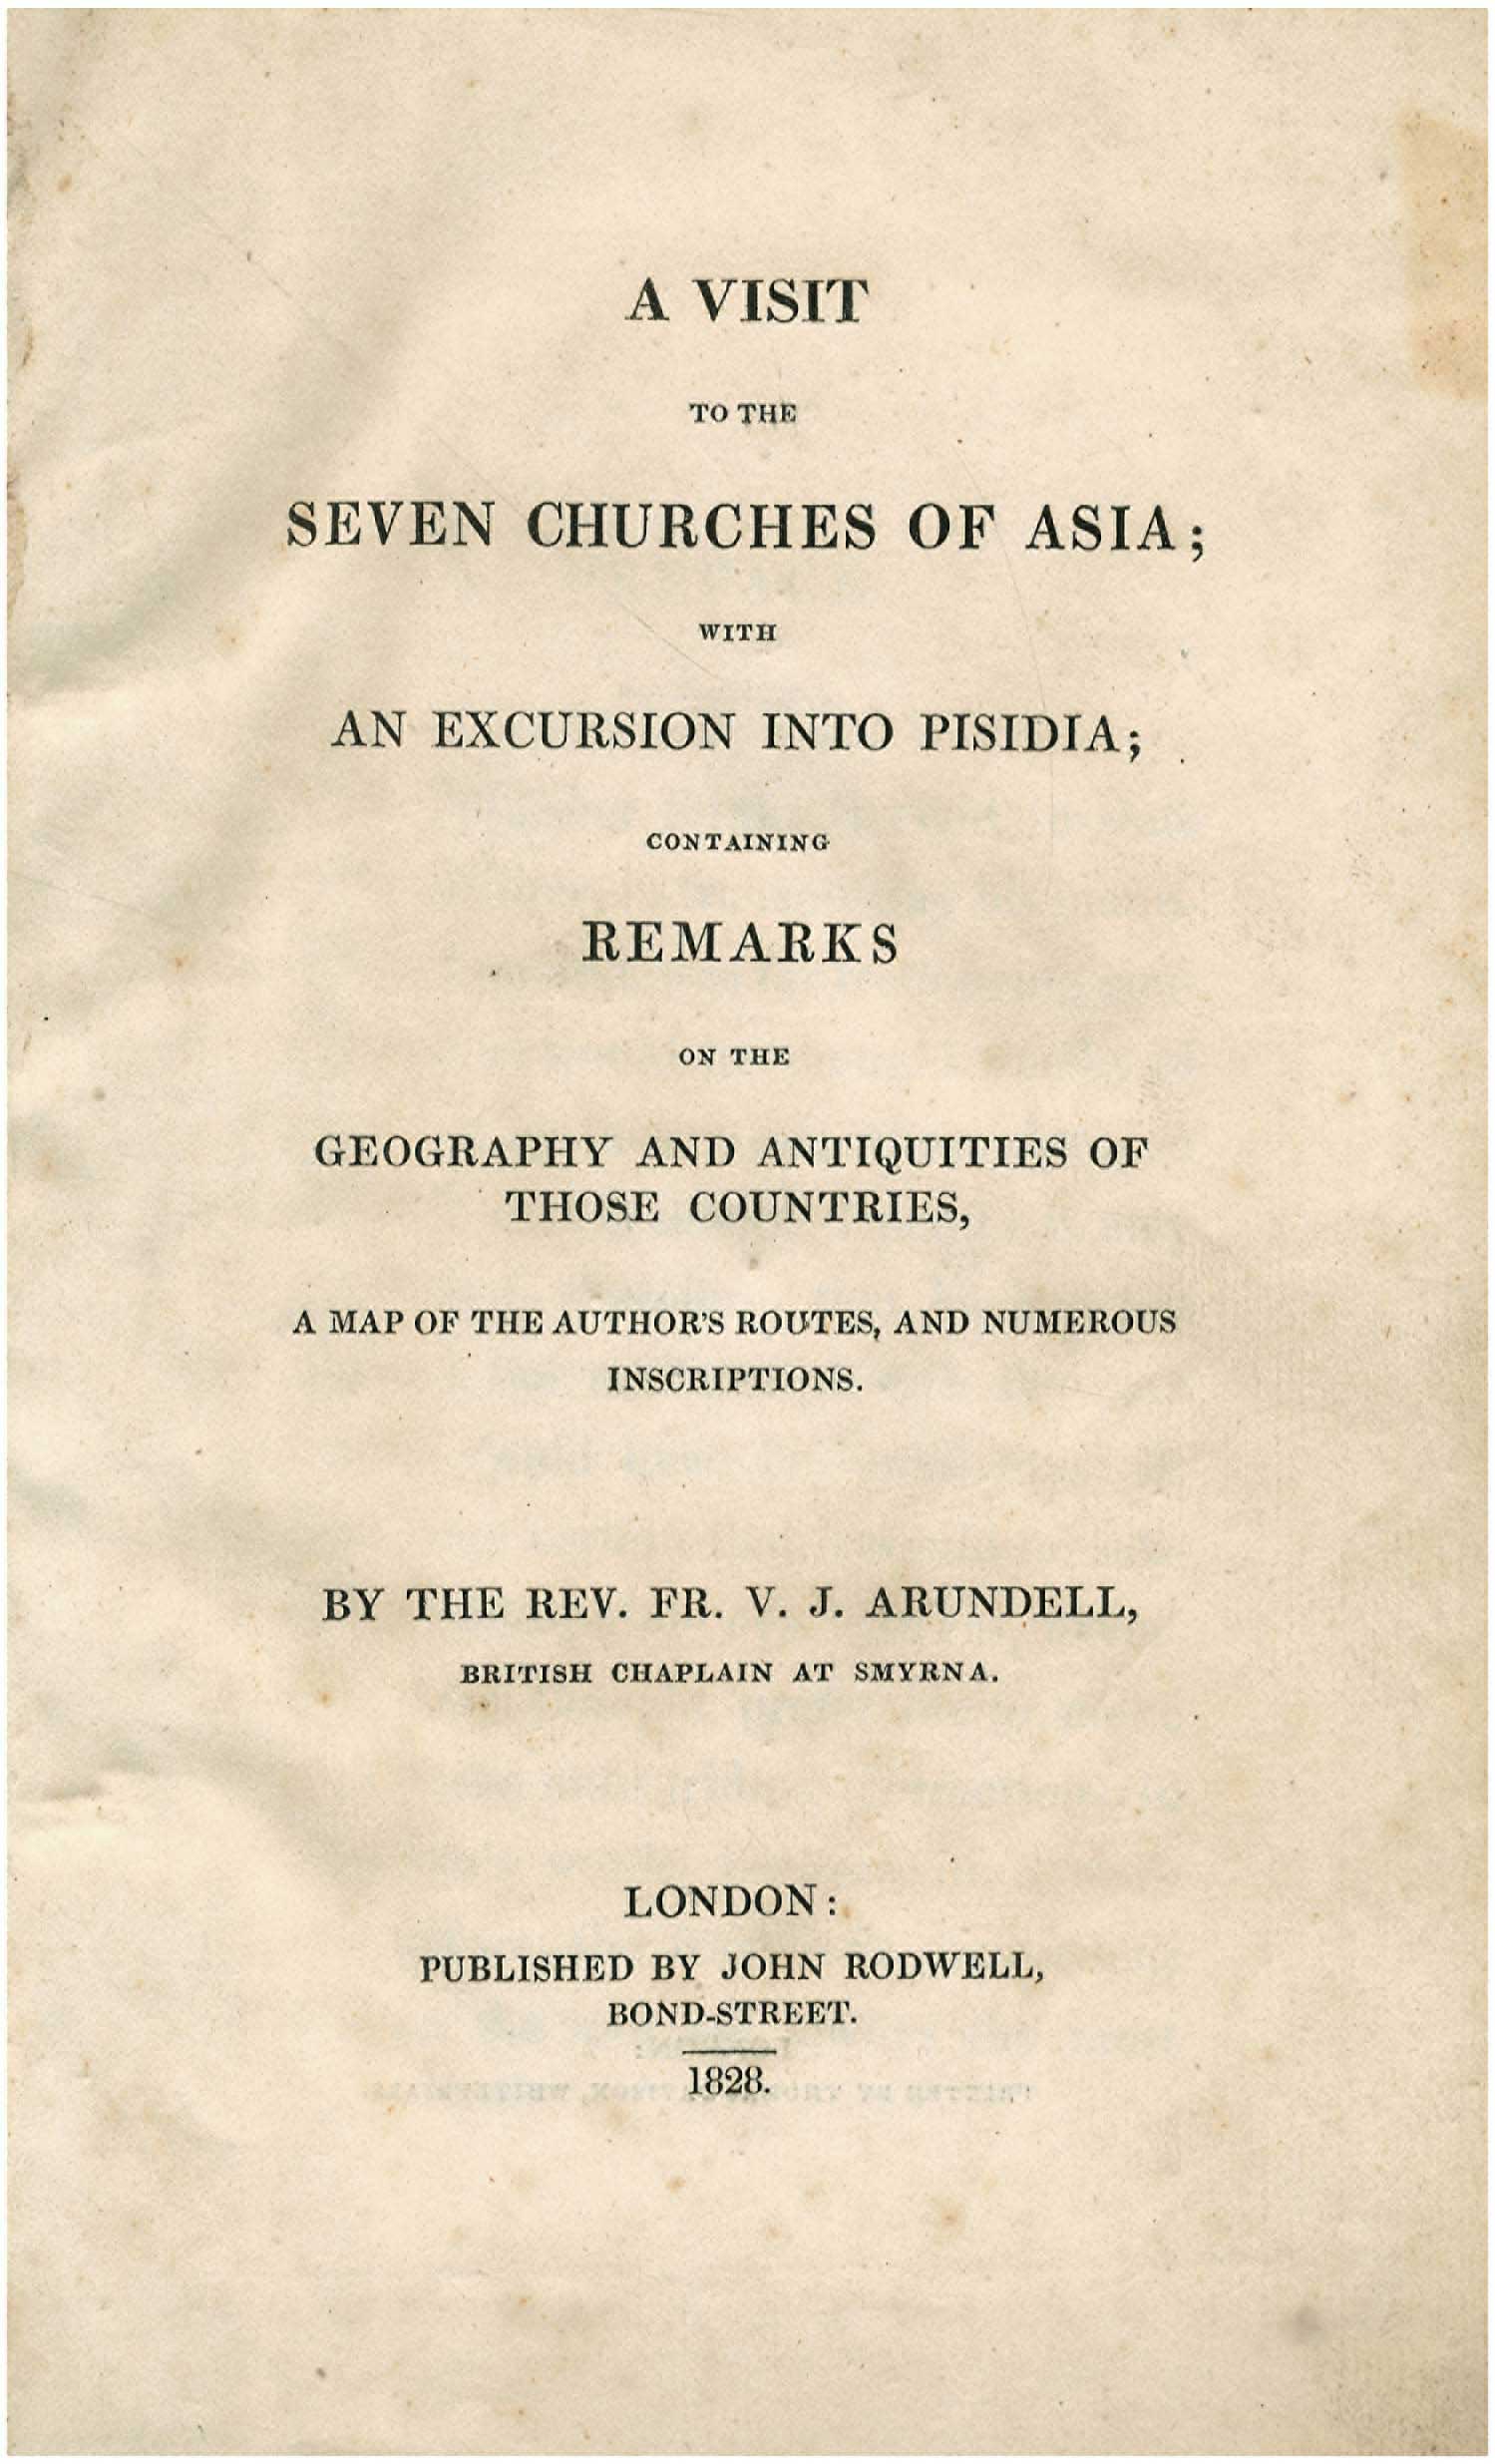 A VISIT
TO THE
SEVEN CHURCHES OF ASIA;
WITH
AN EXCURSION INTO PISIDIA;
CONTAINING
REMARKS
ON THE
GEOGRAPHY AND ANTIQUITIES OF
THOSE COUNTRIES,
A MAP OF THE AUTHOR'S ROUTES, AND NUMEROUS
INSCRIPTIONS.
BY THE REV. FR. V. J. ARUNDELL,
BRITISH CHAPLAIN AT SMYRNA.
LONDON:
PUBLISHED BY JOHN RODWELL,
BOND-STREET.
1828.